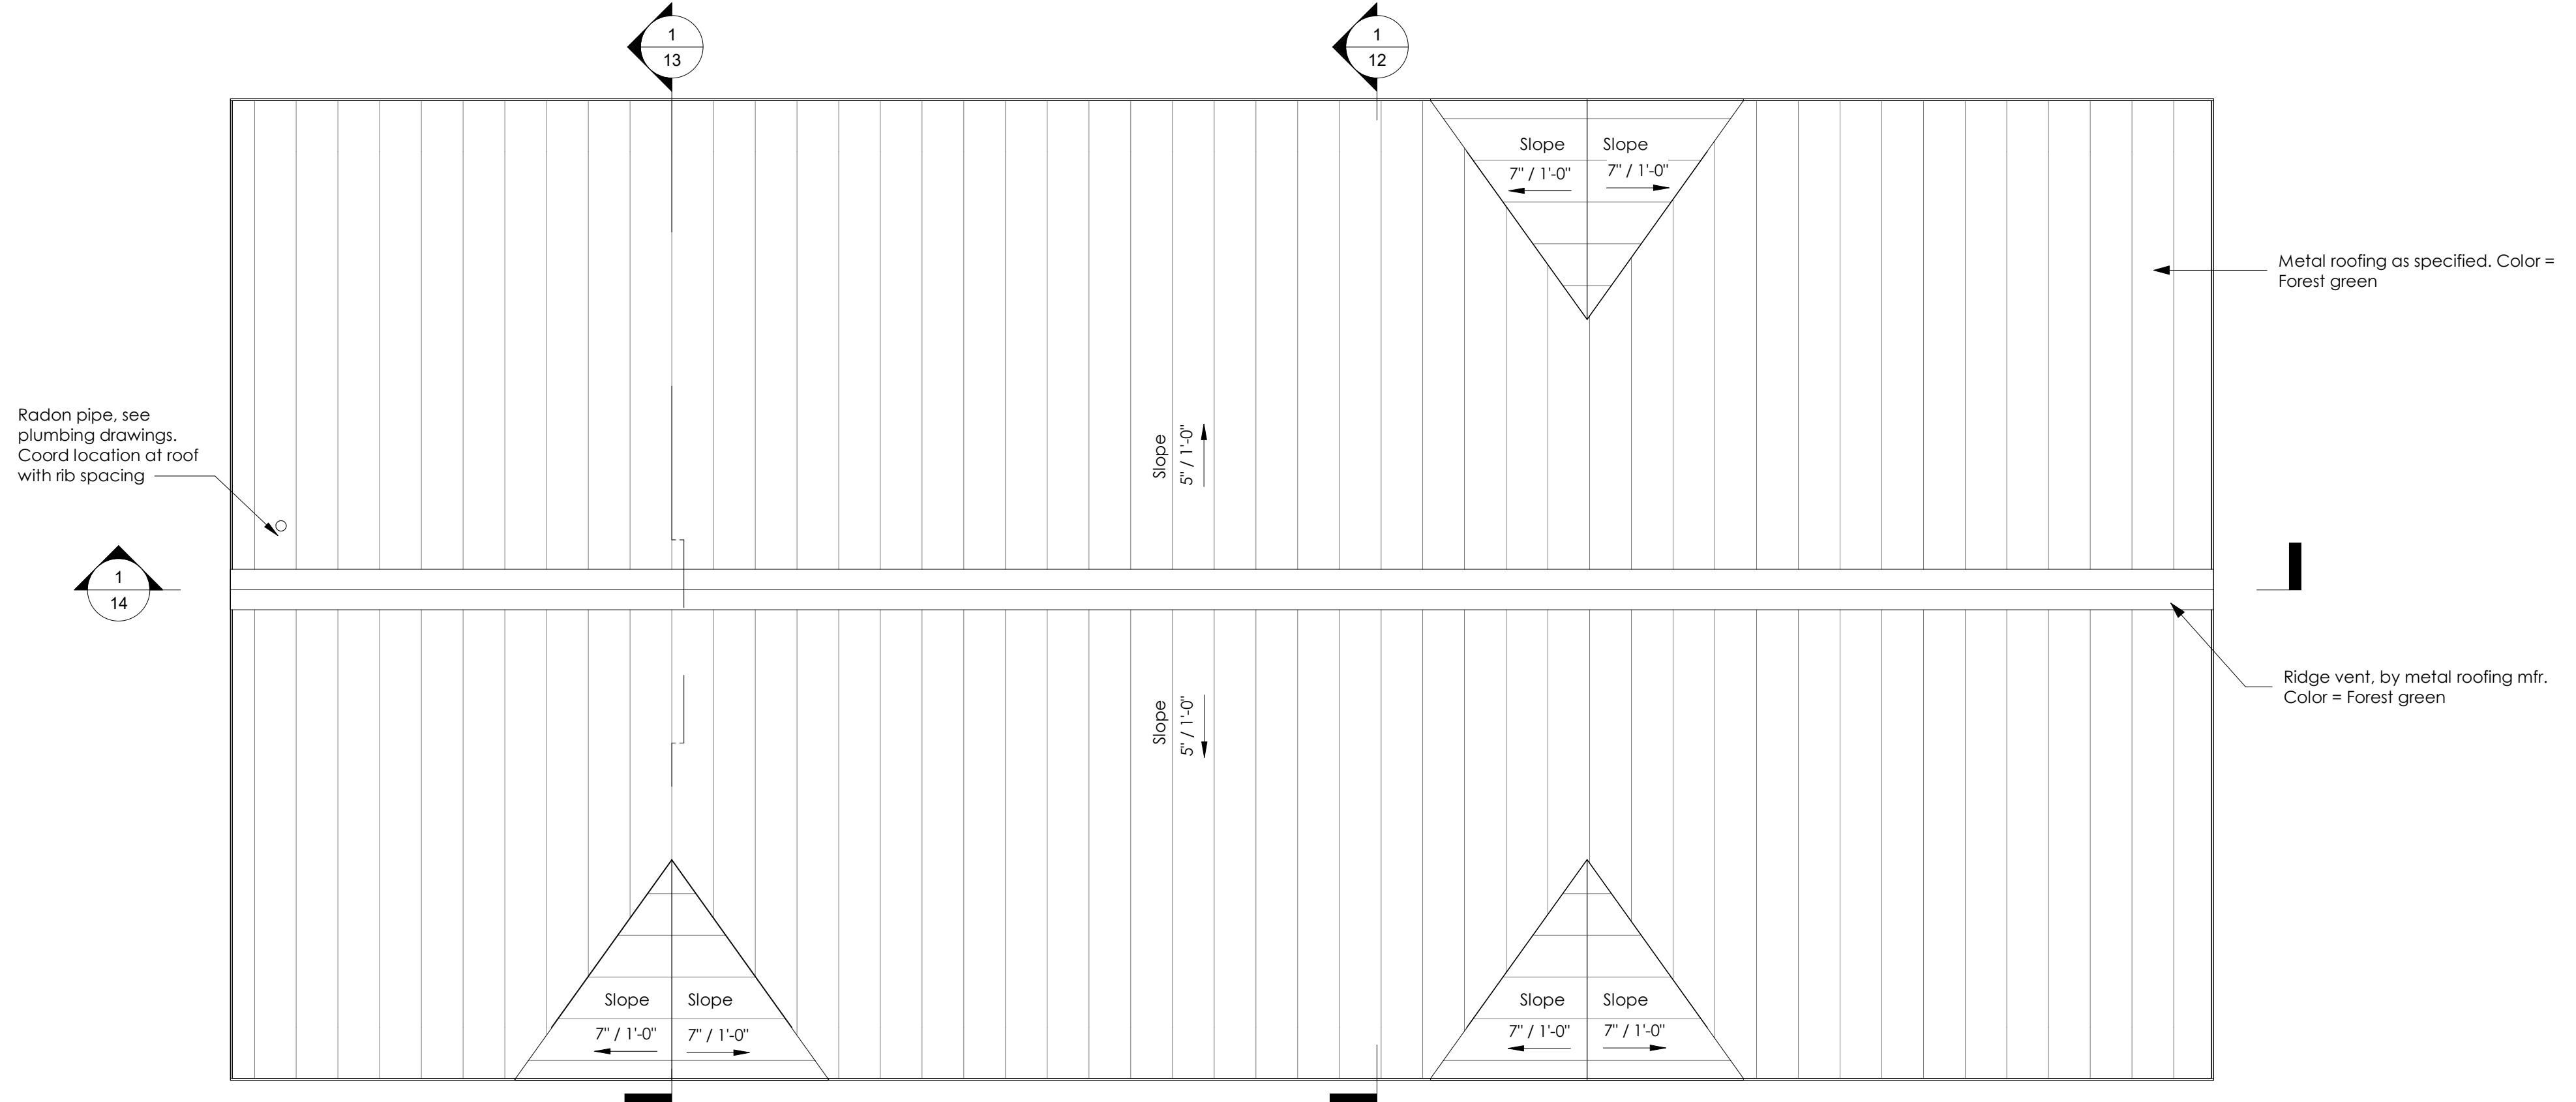 1
13
1
12
Slope
7" / 1'-0"
Slope
7" / 1'-0"
Metal roofing as specified. Color =
Forest green
Radon pipe, see
plumbing drawings.
Coord location at roof
with rib spacing
Slope
5" / 1'-0"
1
14
Ridge vent, by metal roofing mfr.
Color = Forest green
Slope
5" / 1'-0"
Slope
7" / 1'-0"
Slope
7" / 1'-0"
Slope
7" / 1'-0"
Slope
7" / 1'-0"